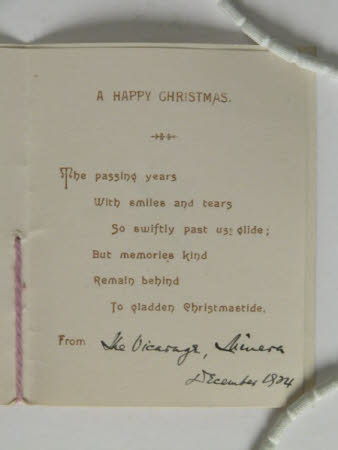 A HAPPY CHRISTMAS.
The passing years
With smiles and tears
So swiftly past us glide;
But memories kind
Remain behind
To gladden Christmastide.
From The Vicarage, Minera
December 1924